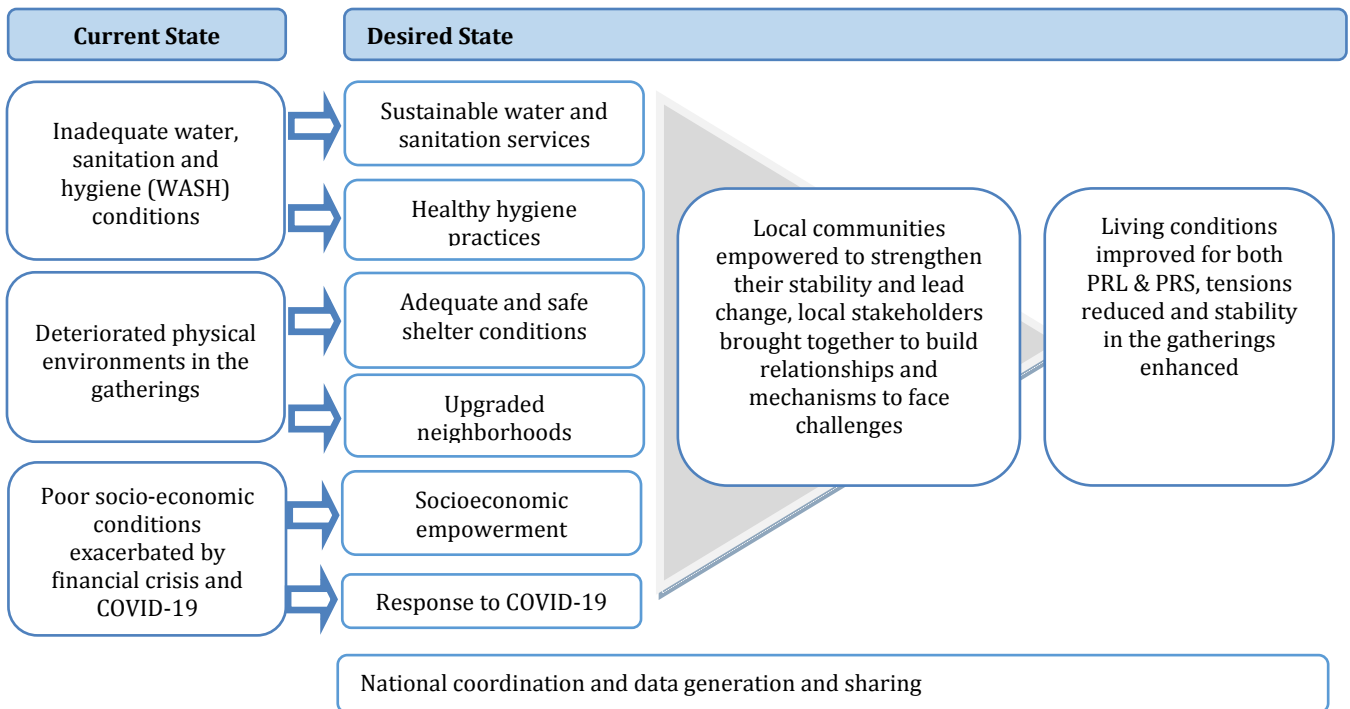 Current State
Desired State
Inadequate water,
sanitation and
hygiene (WASH)
conditions
Sustainable water and
sanitation services
Healthy hygiene
practices
Deteriorated physical
environments in the
gatherings
Adequate and safe
shelter conditions
Upgraded
neighborhoods
Poor socio-economic
conditions
exacerbated by
financial crisis and
COVID-19
Socioeconomic
empowerment
Response to COVID-19
Local communities
empowered to strengthen
their stability and lead
change, local stakeholders
brought together to build
relationships and
mechanisms to face
challenges
Living conditions
improved for both
PRL & PRS, tensions
reduced and stability
in the gatherings
enhanced
National coordination and data generation and sharing